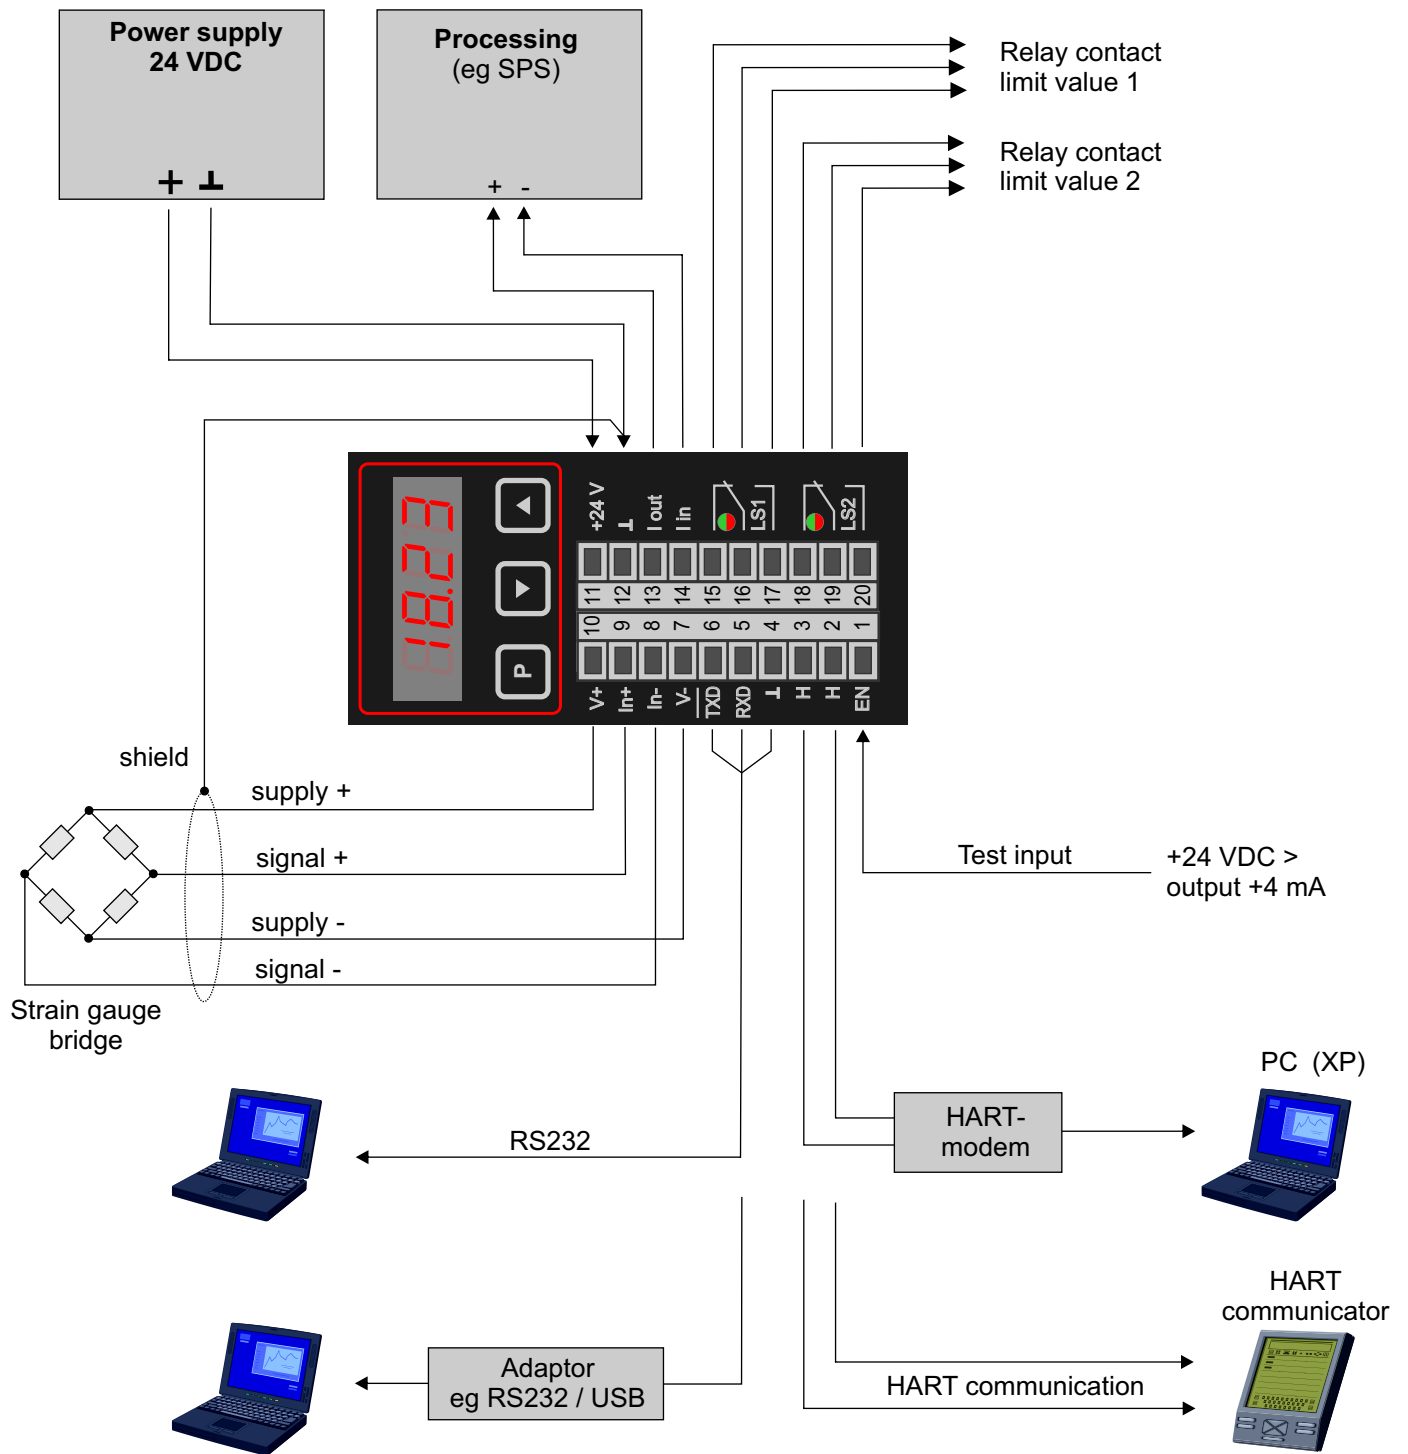 Power supply
24 VDC
Processing
(eg SPS)
+ -
Relay contact
limit value 1
Relay contact
limit value 2
+24 V
⊥
I out
I in
LS1
LS2
18.23
P
11 12 13 14 15 16 17 18 19 20
10 9 8 7 6 5 4 3 2 1
V+
In+
In-
V-
TXD
RXD
⊥
H
H
EN
shield
supply +
signal +
supply -
signal -
Strain gauge
bridge
Test input
+24 VDC >
output +4 mA
RS232
HART-
modem
PC (XP)
Adaptor
eg RS232 / USB
HART communication
HART
communicator